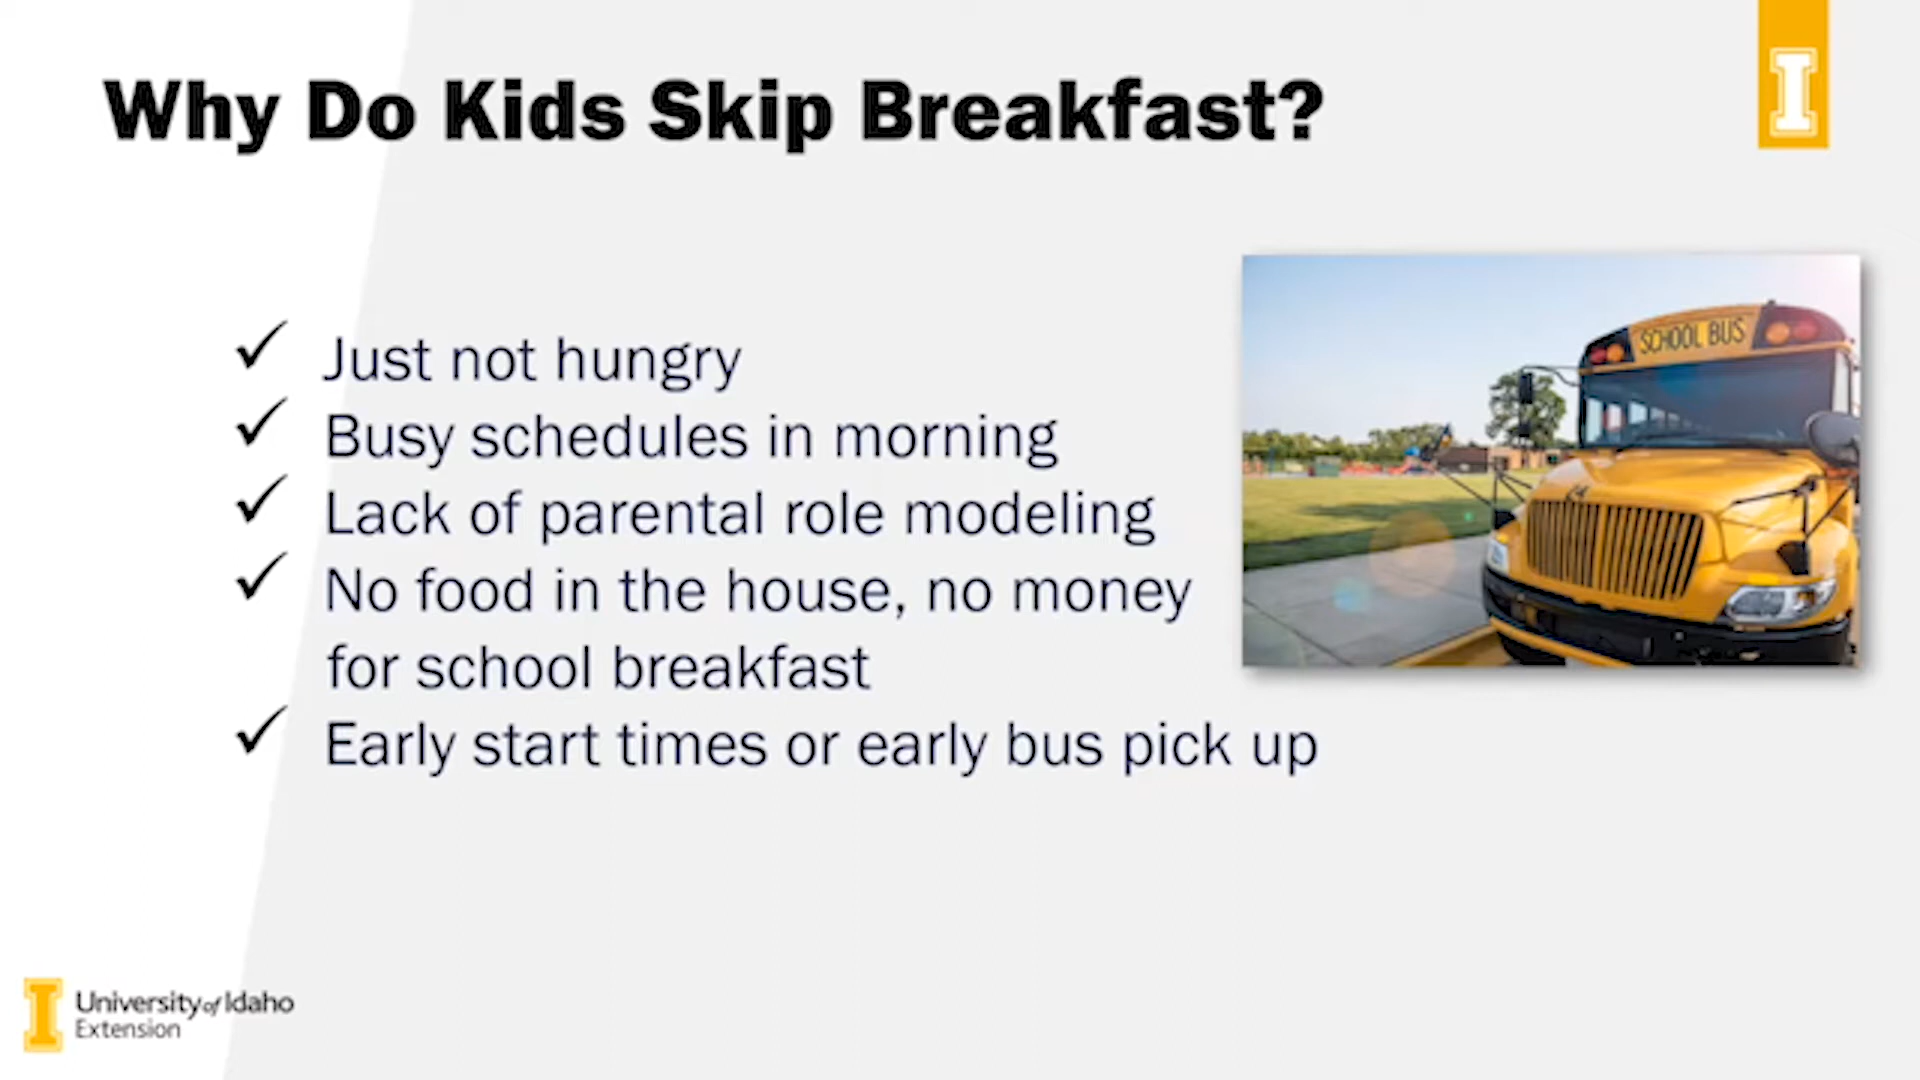 Why Do Kids Skip Breakfast?
I
SCHOOL BUS
✓ Just not hungry
✓ Busy schedules in morning
✓ Lack of parental role modeling
✓ No food in the house, no money
for school breakfast
✓ Early start times or early bus pick up
I University of Idaho
Extension